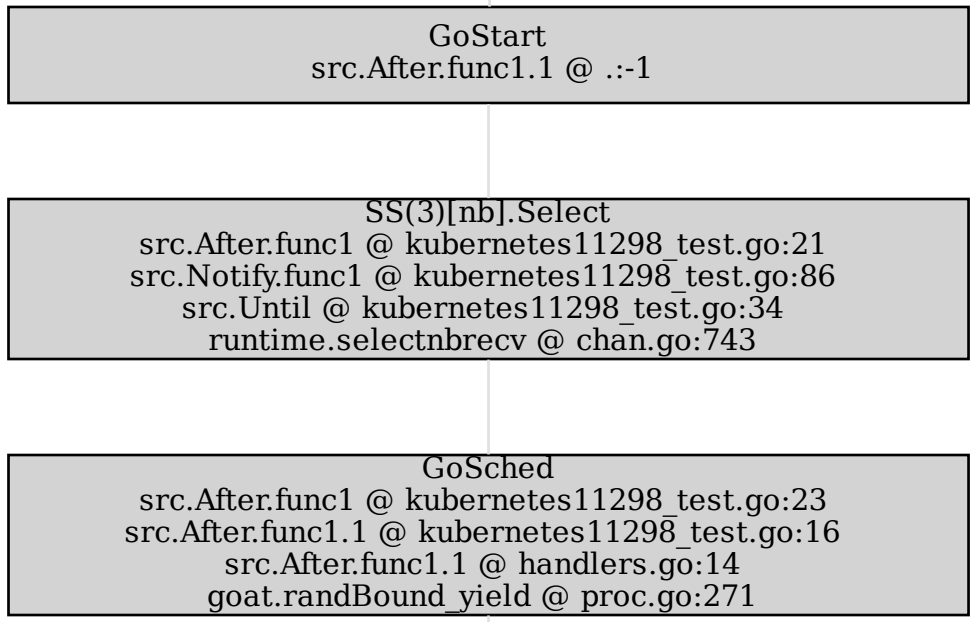 GoStart
src.After.func1.1 @ .:-1
SS(3)[nb].Select
src.After.func1 @ kubernetes11298_test.go:21
src.Notify.func1 @ kubernetes11298_test.go:86
src.Until @ kubernetes11298_test.go:34
runtime.selectnbrecv @ chan.go:743
GoSched
src.After.func1 @ kubernetes11298_test.go:23
src.After.func1.1 @ kubernetes11298_test.go:16
src.After.func1.1 @ handlers.go:14
goat.randBound_yield @ proc.go:271